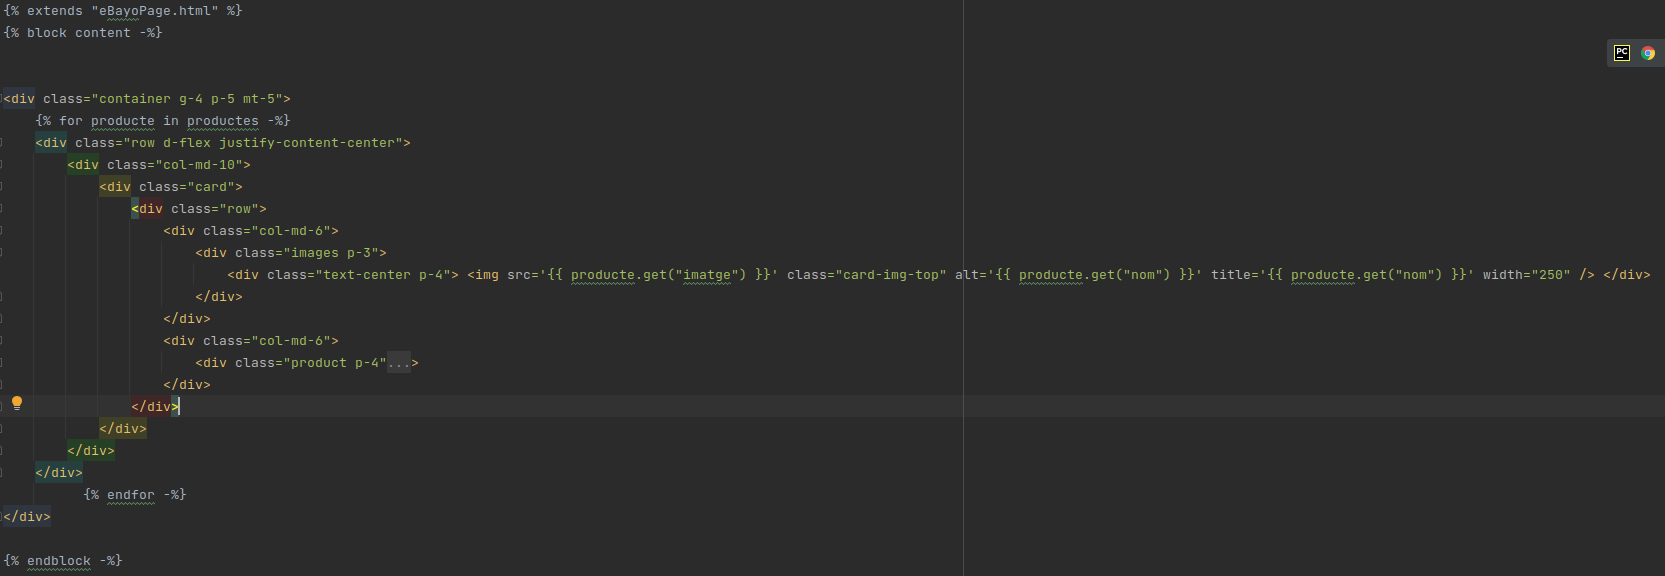 {% extends "eBayoPage.html" %}
{% block content -%}
PC
<div class="container g-4 p-5 mt-5">
{% for producte in productes -%}
<div class="row d-flex justify-content-center">
<div class="col-md-10">
<div class="card">
<div class="row">
<div class="col-md-6">
<div class="images p-3">
<div class="text-center p-4"> <img src='{{ producte.get("imatge") }}' class="card-img-top" alt='{{ producte.get("nom") }}' title='{{ producte.get("nom") }}' width="250" /> </div>
</div>
</div>
<div class="col-md-6">
<div class="product p-4"...>
</div>
</div>
</div>
</div>
</div>
{% endfor -%}
</div>
{% endblock -%}